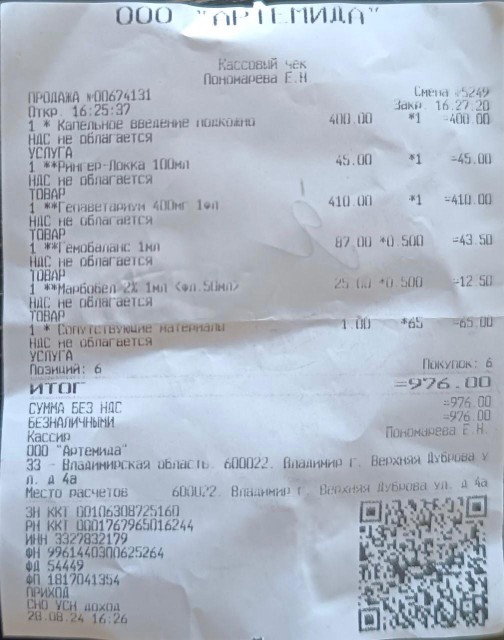 ООО "АРТЕМИДА"
Кассовый чек
Пономарева Е.Н
ПРОДАЖА №00674131 Смена №5249
Откр. 16:25:37 Закр. 16.27.20
1 * Капельное введение подкожно 400.00 *1 =400.00
НДС не облагается
УСЛУГА
1 **Рингер-Локка 100мл 45.00 *1 =45.00
НДС не облагается
ТОВАР
1 **Гепаветариум 400мг 1фл 410.00 *1 =410.00
НДС не облагается
ТОВАР
1 **Гемобаланс 1мл 87.00 *0.500 =43.50
НДС не облагается
ТОВАР
1 **Марбобел 2% 1мл (фл.50мл) 25.00 *0.500 =12.50
НДС не облагается
ТОВАР
1 * Сопутствующие материалы 1.00 *65 =65.00
НДС не облагается
УСЛУГА
Позиций: 6 Покупок: 6
ИТОГ =976.00
СУММА БЕЗ НДС =976.00
БЕЗНАЛИЧНЫМИ =976.00
Кассир Пономарева Е.Н.
ООО "Артемида"
33 - Владимирская область, 600022, Владимир г, Верхняя Дуброва у
л, д 4а
Место расчетов 600022, Владимир г, Верхняя Дуброва ул, д 4а
ЗН ККТ 00106308725160
РН ККТ 0001767965016244
ИНН 3327832179
ФН 9961440300625264
ФД 54449
ФП 1817041354
ПРИХОД
СНО УСН доход
28.08.24 16:26